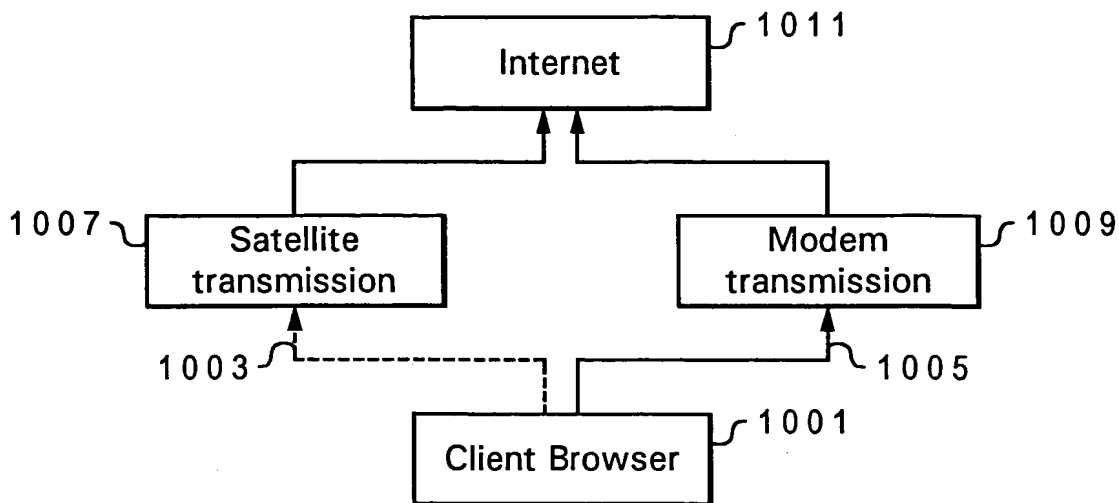 1011
Internet
1007
Satellite
transmission
Modem
transmission
1009
1003
1005
Client Browser
1001